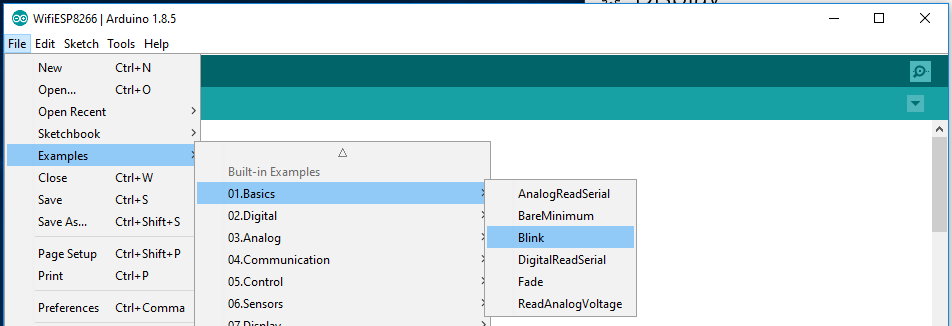 WifiESP8266 | Arduino 1.8.5
File Edit Sketch Tools Help
New Ctrl+N
Open... Ctrl+O
Open Recent
Sketchbook
Examples
Close Ctrl+W
Save Ctrl+S
Save As... Ctrl+Shift+S
Page Setup Ctrl+Shift+P
Print Ctrl+P
Preferences Ctrl+Comma
Built-in Examples
01.Basics
02.Digital
03.Analog
04.Communication
05.Control
06.Sensors
07.Display
AnalogReadSerial
BareMinimum
Blink
DigitalReadSerial
Fade
ReadAnalogVoltage